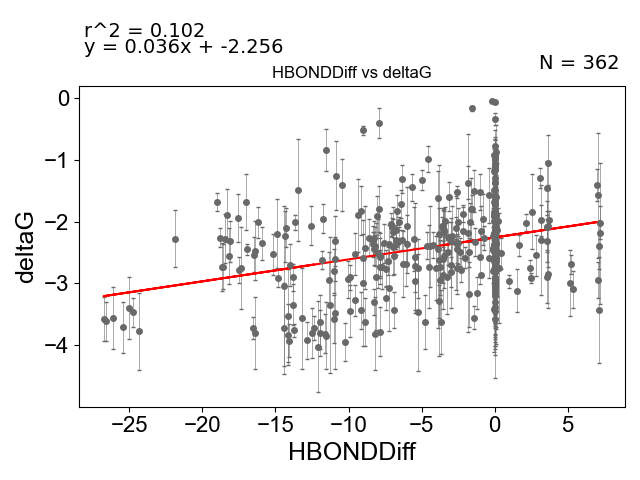 r^2 = 0.102
y = 0.036x + -2.256
N = 362
HBONDDiff vs deltaG
0
−1
−2
−3
−4
deltaG
−25 −20 −15 −10 −5 0 5
HBONDDiff